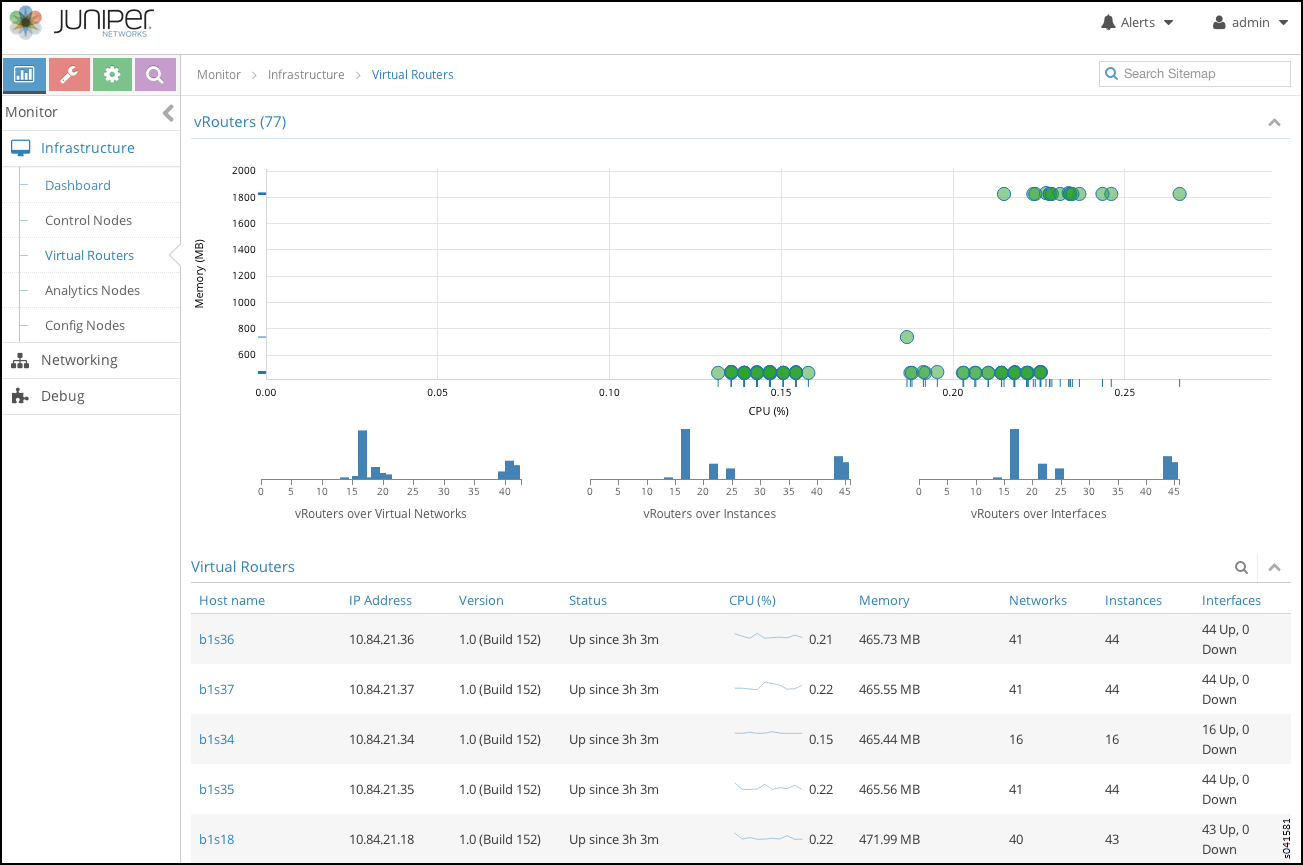 JUNIPER
NETWORKS
Alerts
admin
Monitor > Infrastructure > Virtual Routers
Search Sitemap
Monitor
Infrastructure
Dashboard
Control Nodes
Virtual Routers
Analytics Nodes
Config Nodes
Networking
Debug
vRouters (77)
Memory (MB)
2000
1800
1600
1400
1200
1000
800
600
0.00 0.05 0.10 0.15 0.20 0.25
CPU (%)
0 5 10 15 20 25 30 35 40
vRouters over Virtual Networks
0 5 10 15 20 25 30 35 40 45
vRouters over Instances
0 5 10 15 20 25 30 35 40 45
vRouters over Interfaces
Virtual Routers
Host name IP Address Version Status CPU (%) Memory Networks Instances Interfaces
b1s36 10.84.21.36 1.0 (Build 152) Up since 3h 3m 0.21 465.73 MB 41 44 44 Up, 0
Down
b1s37 10.84.21.37 1.0 (Build 152) Up since 3h 3m 0.22 465.55 MB 41 44 44 Up, 0
Down
b1s34 10.84.21.34 1.0 (Build 152) Up since 3h 3m 0.15 465.44 MB 16 16 16 Up, 0
Down
b1s35 10.84.21.35 1.0 (Build 152) Up since 3h 3m 0.22 465.56 MB 41 44 44 Up, 0
Down
b1s18 10.84.21.18 1.0 (Build 152) Up since 3h 3m 0.22 471.99 MB 40 43 43 Up, 0
Down
s041581